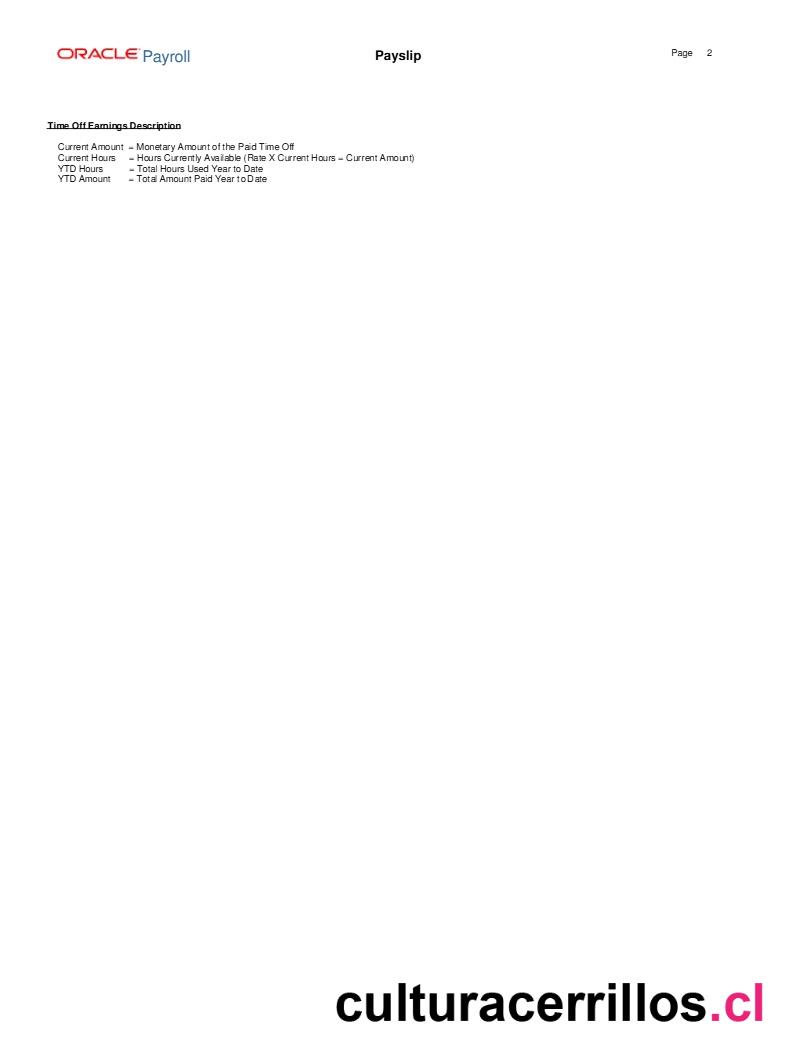 ORACLE Payroll Payslip Page 2
Time Off Earnings Description
Current Amount = Monetary Amount of the Paid Time Off
Current Hours = Hours Currently Available (Rate X Current Hours = Current Amount)
YTD Hours = Total Hours Used Year to Date
YTD Amount = Total Amount Paid Year to Date
culturacerrillos.cl